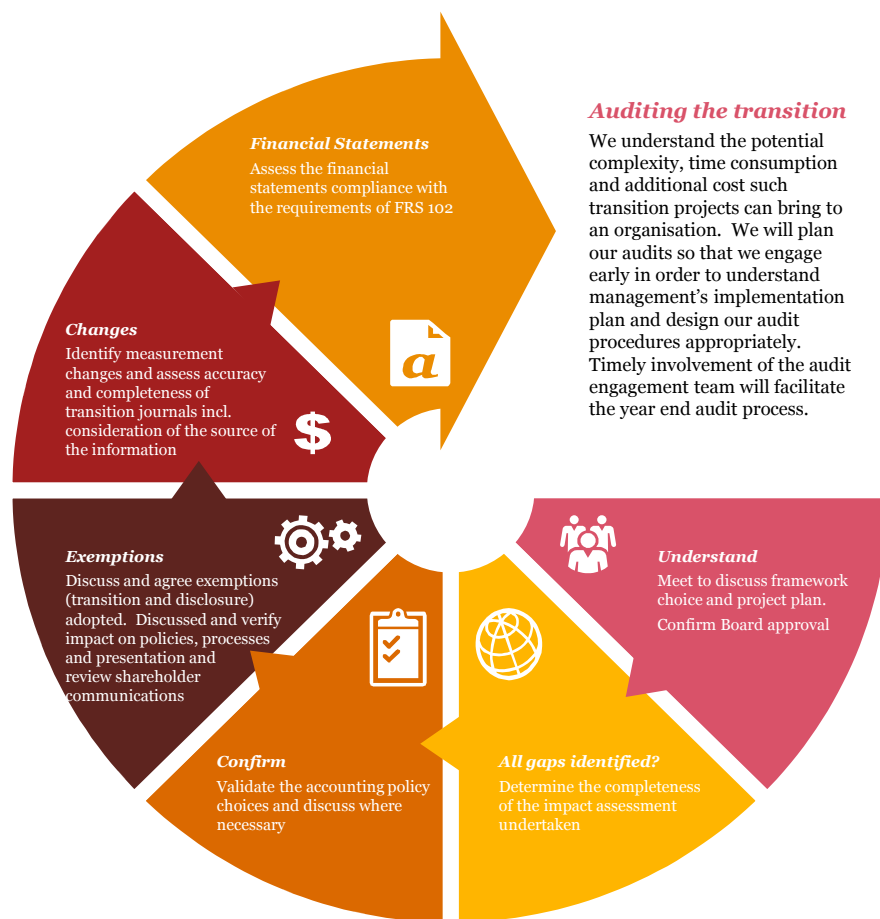 Auditing the transition
We understand the potential
complexity, time consumption
and additional cost such
transition projects can bring to
an organisation.  We will plan
our audits so that we engage
early in order to understand
management’s implementation
plan and design our audit
procedures appropriately.
Timely involvement of the audit
engagement team will facilitate
the year end audit process.
Financial Statements
Assess the financial
statements compliance with
the requirements of FRS 102
a
Changes
Identify measurement
changes and assess accuracy
and completeness of
transition journals incl.
consideration of the source of
the information
$
Exemptions
Discuss and agree exemptions
(transition and disclosure)
adopted.  Discussed and verify
impact on policies, processes
and presentation and
review shareholder
communications
Understand
Meet to discuss framework
choice and project plan.
Confirm Board approval
Confirm
Validate the accounting policy
choices and discuss where
necessary
All gaps identified?
Determine the completeness
of the impact assessment
undertaken